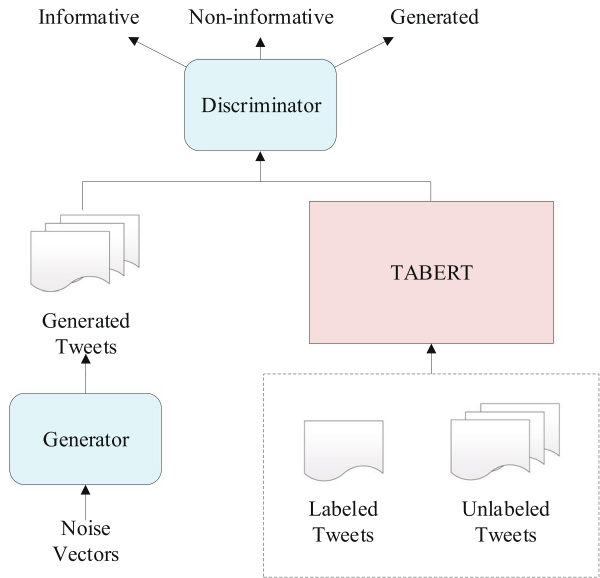 Informative Non-informative Generated
Discriminator
TABERT
Generated
Tweets
Generator
Labeled
Tweets
Unlabeled
Tweets
Noise
Vectors